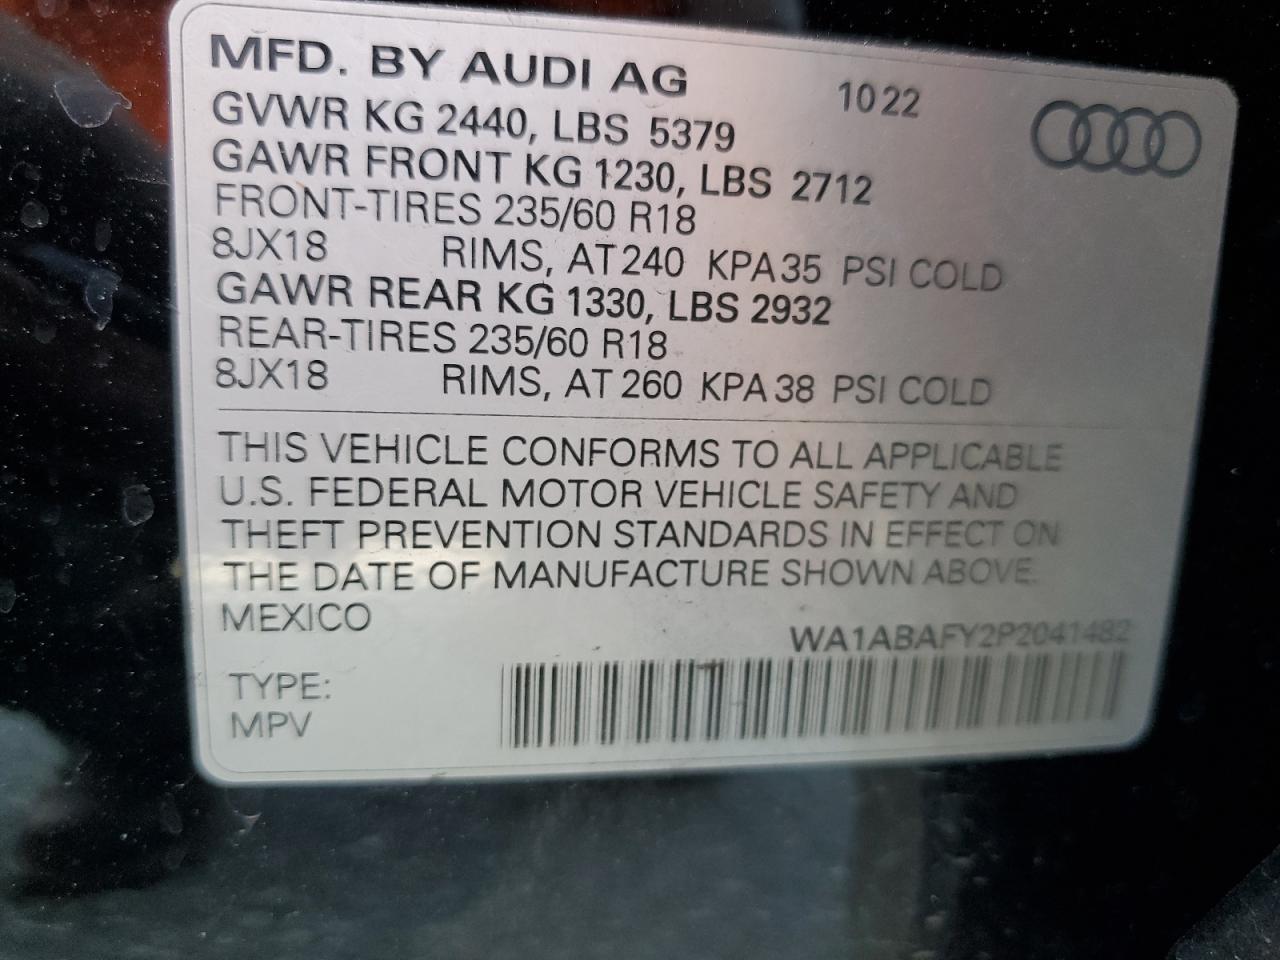 MFD. BY AUDI AG 1022
GVWR KG 2440, LBS 5379
GAWR FRONT KG 1230, LBS 2712
FRONT-TIRES 235/60 R18
8JX18 RIMS, AT 240 KPA 35 PSI COLD
GAWR REAR KG 1330, LBS 2932
REAR-TIRES 235/60 R18
8JX18 RIMS, AT 260 KPA 38 PSI COLD
THIS VEHICLE CONFORMS TO ALL APPLICABLE
U.S. FEDERAL MOTOR VEHICLE SAFETY AND
THEFT PREVENTION STANDARDS IN EFFECT ON
THE DATE OF MANUFACTURE SHOWN ABOVE.
MEXICO
WA1ABAFY2P2041482
TYPE:
MPV